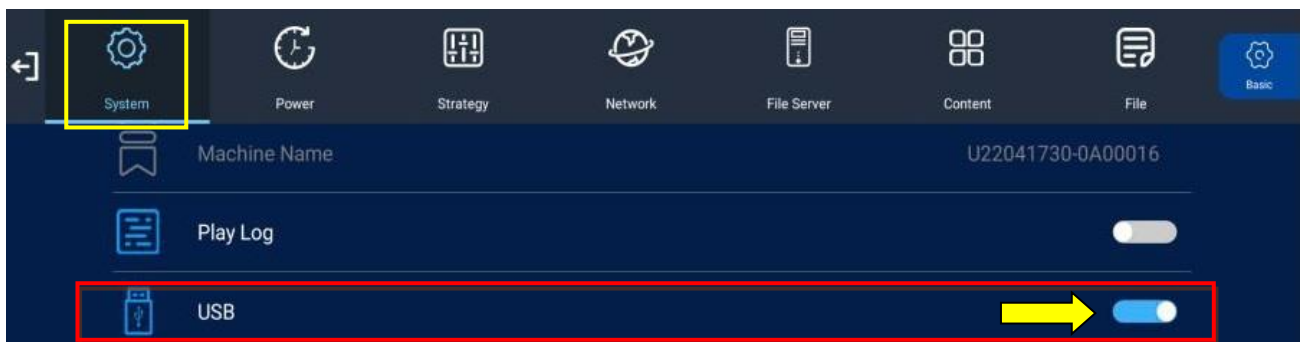 System
Power
Strategy
Network
File Server
Content
File
Basic
Machine Name
U22041730-0A00016
Play Log
USB